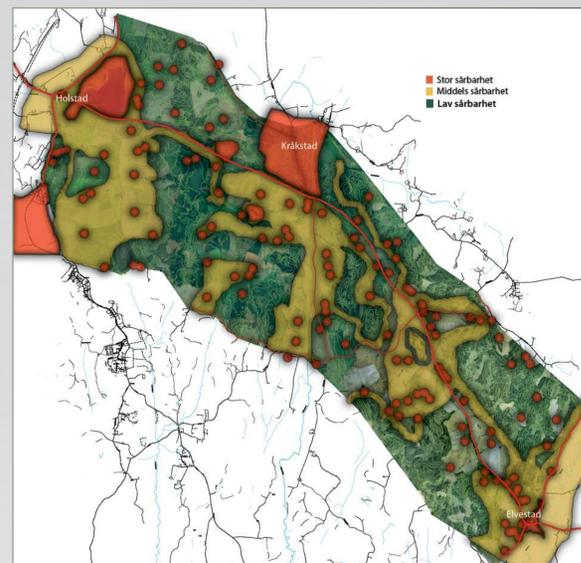 Stor sårbarhet
Middels sårbarhet
Lav sårbarhet
Holstad
Kråkstad
Elvestad